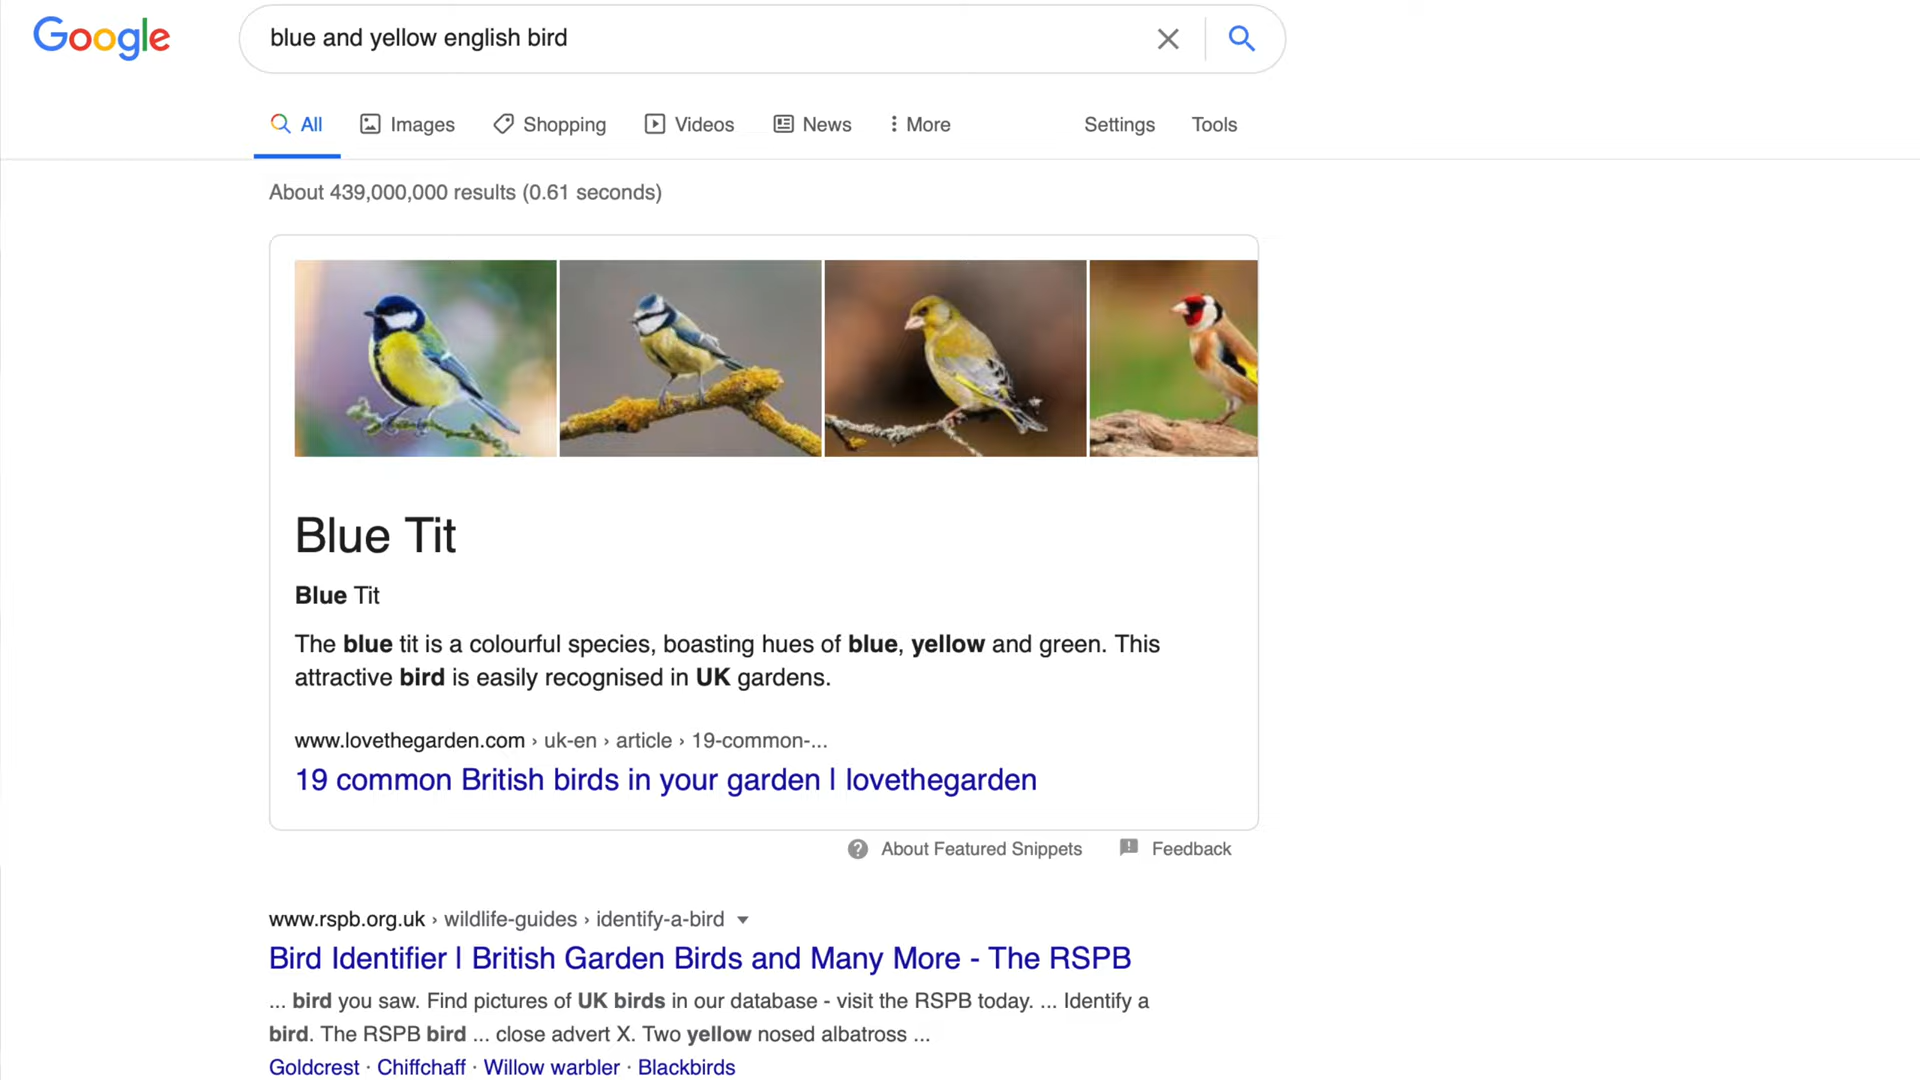 Google
blue and yellow english bird
All Images Shopping Videos News More Settings Tools
About 439,000,000 results (0.61 seconds)
Blue Tit
Blue Tit
The blue tit is a colourful species, boasting hues of blue, yellow and green. This
attractive bird is easily recognised in UK gardens.
www.lovethegarden.com › uk-en › article › 19-common-...
19 common British birds in your garden | lovethegarden
About Featured Snippets Feedback
www.rspb.org.uk › wildlife-guides › identify-a-bird
Bird Identifier | British Garden Birds and Many More - The RSPB
... bird you saw. Find pictures of UK birds in our database - visit the RSPB today. ... Identify a
bird. The RSPB bird ... close advert X. Two yellow nosed albatross ...
Goldcrest · Chiffchaff · Willow warbler · Blackbirds